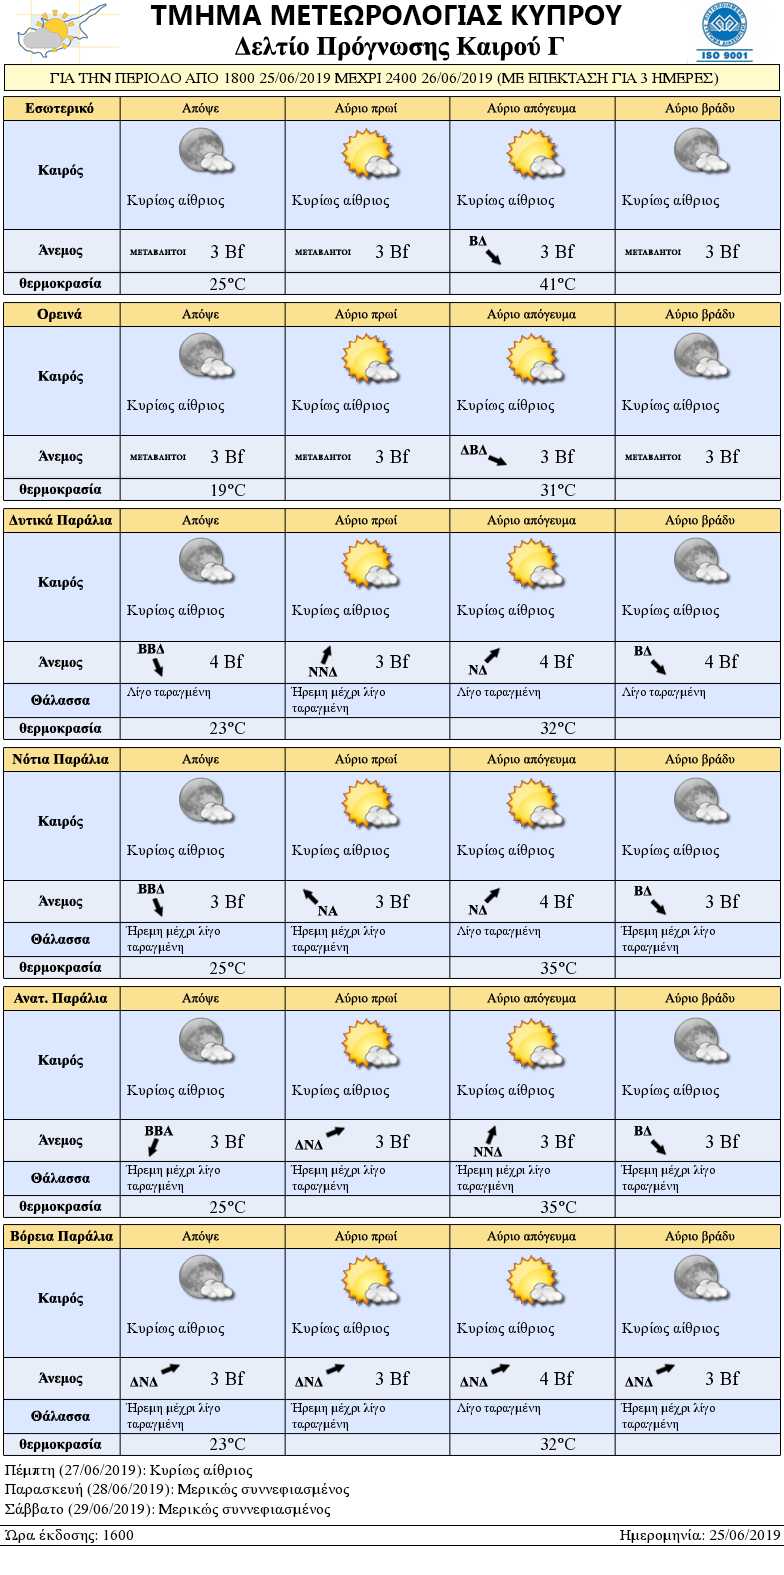 ΤΜΗΜΑ ΜΕΤΕΩΡΟΛΟΓΙΑΣ ΚΥΠΡΟΥ
Δελτίο Πρόγνωσης Καιρού Γ
ISO 9001
ΓΙΑ ΤΗΝ ΠΕΡΙΟΔΟ ΑΠΟ 1800 25/06/2019 ΜΕΧΡΙ 2400 26/06/2019 (ΜΕ ΕΠΕΚΤΑΣΗ ΓΙΑ 3 ΗΜΕΡΕΣ)
Εσωτερικό Απόψε Αύριο πρωί Αύριο απόγευμα Αύριο βράδυ
Καιρός
Κυρίως αίθριος Κυρίως αίθριος Κυρίως αίθριος Κυρίως αίθριος
Άνεμος ΜΕΤΑΒΛΗΤΟΙ 3 Bf ΜΕΤΑΒΛΗΤΟΙ 3 Bf ΒΔ 3 Bf ΜΕΤΑΒΛΗΤΟΙ 3 Bf
θερμοκρασία 25°C 41°C
Ορεινά Απόψε Αύριο πρωί Αύριο απόγευμα Αύριο βράδυ
Καιρός
Κυρίως αίθριος Κυρίως αίθριος Κυρίως αίθριος Κυρίως αίθριος
Άνεμος ΜΕΤΑΒΛΗΤΟΙ 3 Bf ΜΕΤΑΒΛΗΤΟΙ 3 Bf ΔΒΔ 3 Bf ΜΕΤΑΒΛΗΤΟΙ 3 Bf
θερμοκρασία 19°C 31°C
Δυτικά Παράλια Απόψε Αύριο πρωί Αύριο απόγευμα Αύριο βράδυ
Καιρός
Κυρίως αίθριος Κυρίως αίθριος Κυρίως αίθριος Κυρίως αίθριος
Άνεμος ΒΒΔ 4 Bf ΝΝΔ 3 Bf ΝΔ 4 Bf ΒΔ 4 Bf
Θάλασσα Λίγο ταραγμένη Ήρεμη μέχρι λίγο ταραγμένη Λίγο ταραγμένη Λίγο ταραγμένη
θερμοκρασία 23°C 32°C
Νότια Παράλια Απόψε Αύριο πρωί Αύριο απόγευμα Αύριο βράδυ
Καιρός
Κυρίως αίθριος Κυρίως αίθριος Κυρίως αίθριος Κυρίως αίθριος
Άνεμος ΒΒΔ 3 Bf ΝΑ 3 Bf ΝΔ 4 Bf ΒΔ 3 Bf
Θάλασσα Ήρεμη μέχρι λίγο ταραγμένη Ήρεμη μέχρι λίγο ταραγμένη Λίγο ταραγμένη Ήρεμη μέχρι λίγο ταραγμένη
θερμοκρασία 25°C 35°C
Ανατ. Παράλια Απόψε Αύριο πρωί Αύριο απόγευμα Αύριο βράδυ
Καιρός
Κυρίως αίθριος Κυρίως αίθριος Κυρίως αίθριος Κυρίως αίθριος
Άνεμος ΒΒΑ 3 Bf ΔΝΔ 3 Bf ΝΝΔ 3 Bf ΒΔ 3 Bf
Θάλασσα Ήρεμη μέχρι λίγο ταραγμένη Ήρεμη μέχρι λίγο ταραγμένη Ήρεμη μέχρι λίγο ταραγμένη Ήρεμη μέχρι λίγο ταραγμένη
θερμοκρασία 25°C 35°C
Βόρεια Παράλια Απόψε Αύριο πρωί Αύριο απόγευμα Αύριο βράδυ
Καιρός
Κυρίως αίθριος Κυρίως αίθριος Κυρίως αίθριος Κυρίως αίθριος
Άνεμος ΔΝΔ 3 Bf ΔΝΔ 3 Bf ΔΝΔ 4 Bf ΔΝΔ 3 Bf
Θάλασσα Ήρεμη μέχρι λίγο ταραγμένη Ήρεμη μέχρι λίγο ταραγμένη Λίγο ταραγμένη Ήρεμη μέχρι λίγο ταραγμένη
θερμοκρασία 23°C 32°C
Πέμπτη (27/06/2019): Κυρίως αίθριος
Παρασκευή (28/06/2019): Μερικώς συννεφιασμένος
Σάββατο (29/06/2019): Μερικώς συννεφιασμένος
Ώρα έκδοσης: 1600 Ημερομηνία: 25/06/2019